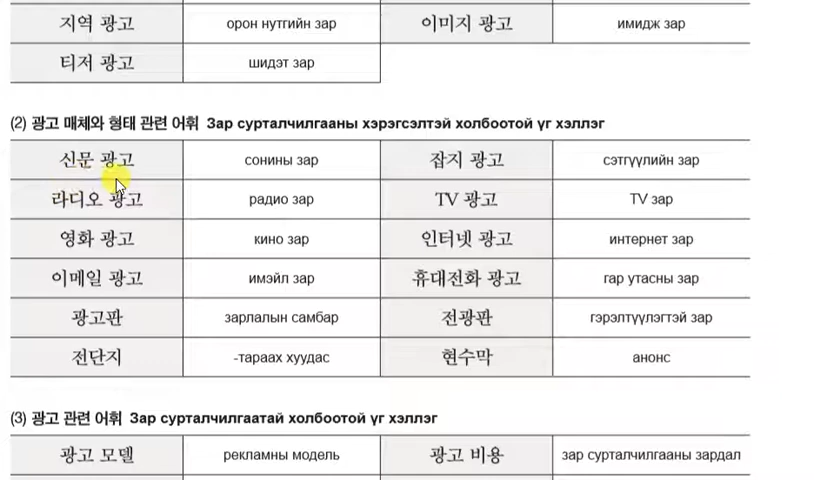 지역 광고 орон нутгийн зар 이미지 광고 имидж зар
티저 광고 шидэт зар
(2) 광고 매체와 형태 관련 어휘 Зар сурталчилгааны хэрэгсэлтэй холбоотой үг хэллэг
신문 광고 сонины зар 잡지 광고 сэтгүүлийн зар
라디오 광고 радио зар TV 광고 TV зар
영화 광고 кино зар 인터넷 광고 интернет зар
이메일 광고 имэйл зар 휴대전화 광고 гар утасны зар
광고판 зарлалын самбар 전광판 гэрэлтүүлэгтэй зар
전단지 -тараах хуудас 현수막 анонс
(3) 광고 관련 어휘 Зар сурталчилгаатай холбоотой үг хэллэг
광고 모델 рекламны модель 광고 비용 зар сурталчилгааны зардал